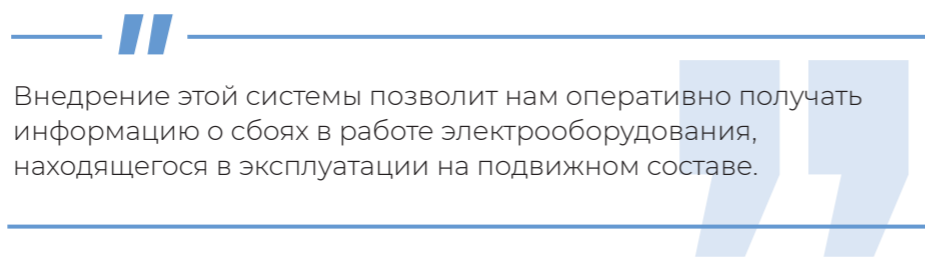 Внедрение этой системы позволит нам оперативно получать
информацию о сбоях в работе электрооборудования,
находящегося в эксплуатации на подвижном составе.